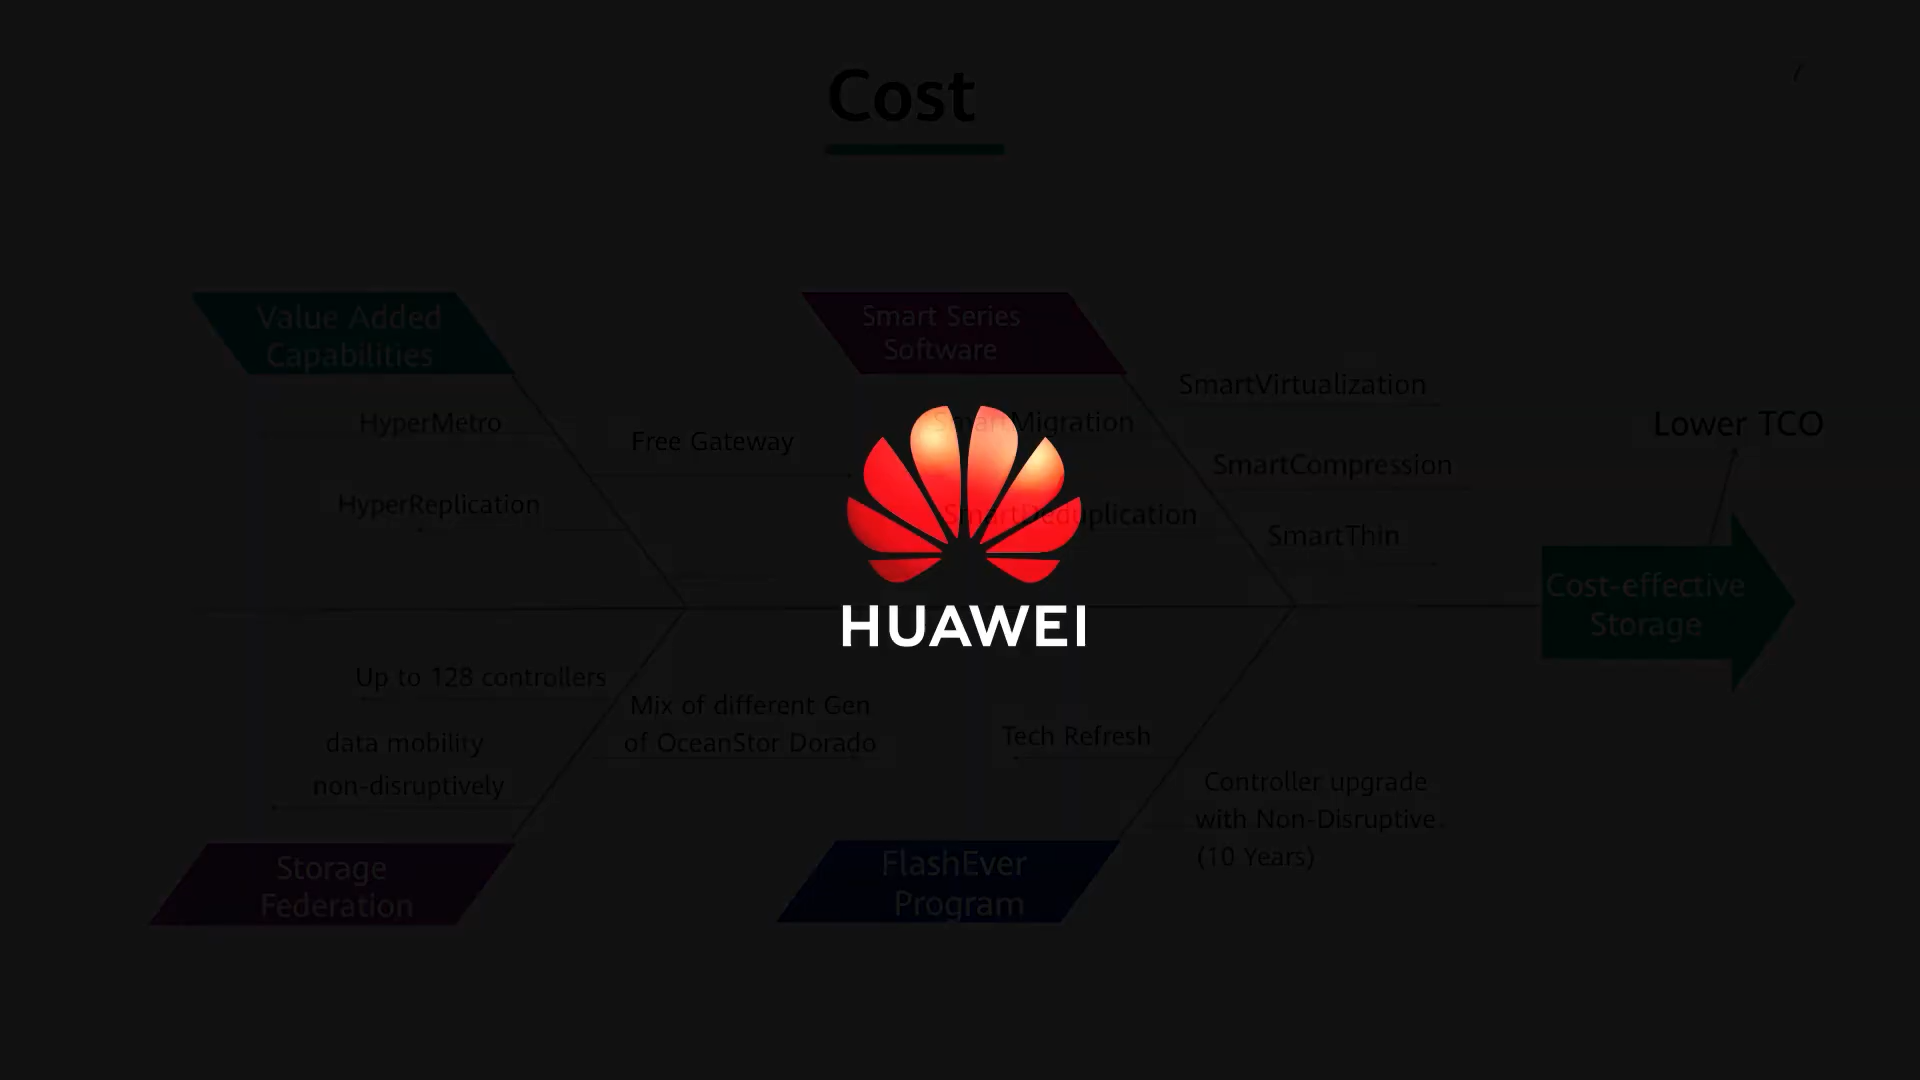 Cost
Value Added
Capabilities
Smart Series
Software
HyperMetro
Free Gateway
HyperReplication
SmartMigration
SmartDeduplication
SmartVirtualization
SmartCompression
SmartThin
Lower TCO
Cost-effective
Storage
HUAWEI
Up to 128 controllers
data mobility
non-disruptively
Mix of different Gen
of OceanStor Dorado
Tech Refresh
Controller upgrade
with Non-Disruptive
(10 Years)
Storage
Federation
FlashEver
Program